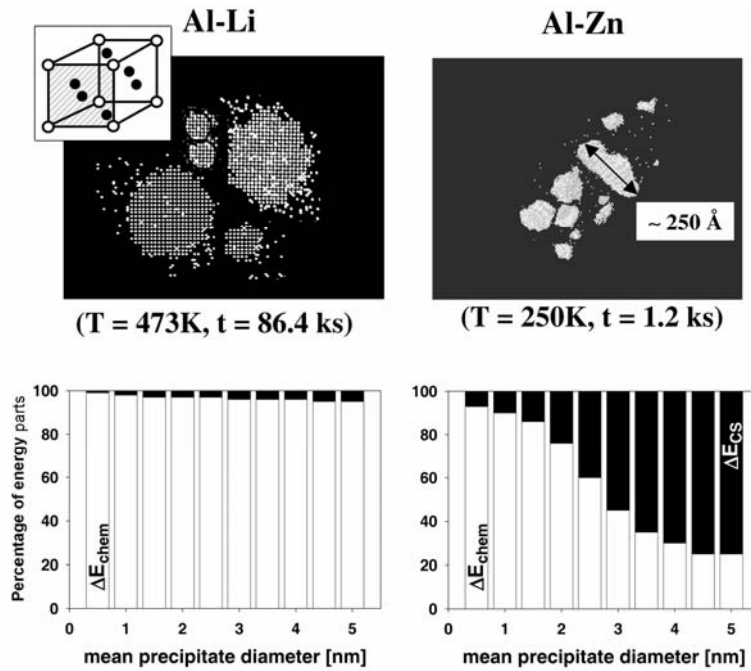 Al-Li
Al-Zn
~ 250 Å
(T = 473K, t = 86.4 ks)
(T = 250K, t = 1.2 ks)
Percentage of energy parts
100
80
60
40
20
0
ΔEchem
0 1 2 3 4 5
mean precipitate diameter [nm]
100
80
60
40
20
0
ΔEchem
ΔECS
0 1 2 3 4 5
mean precipitate diameter [nm]